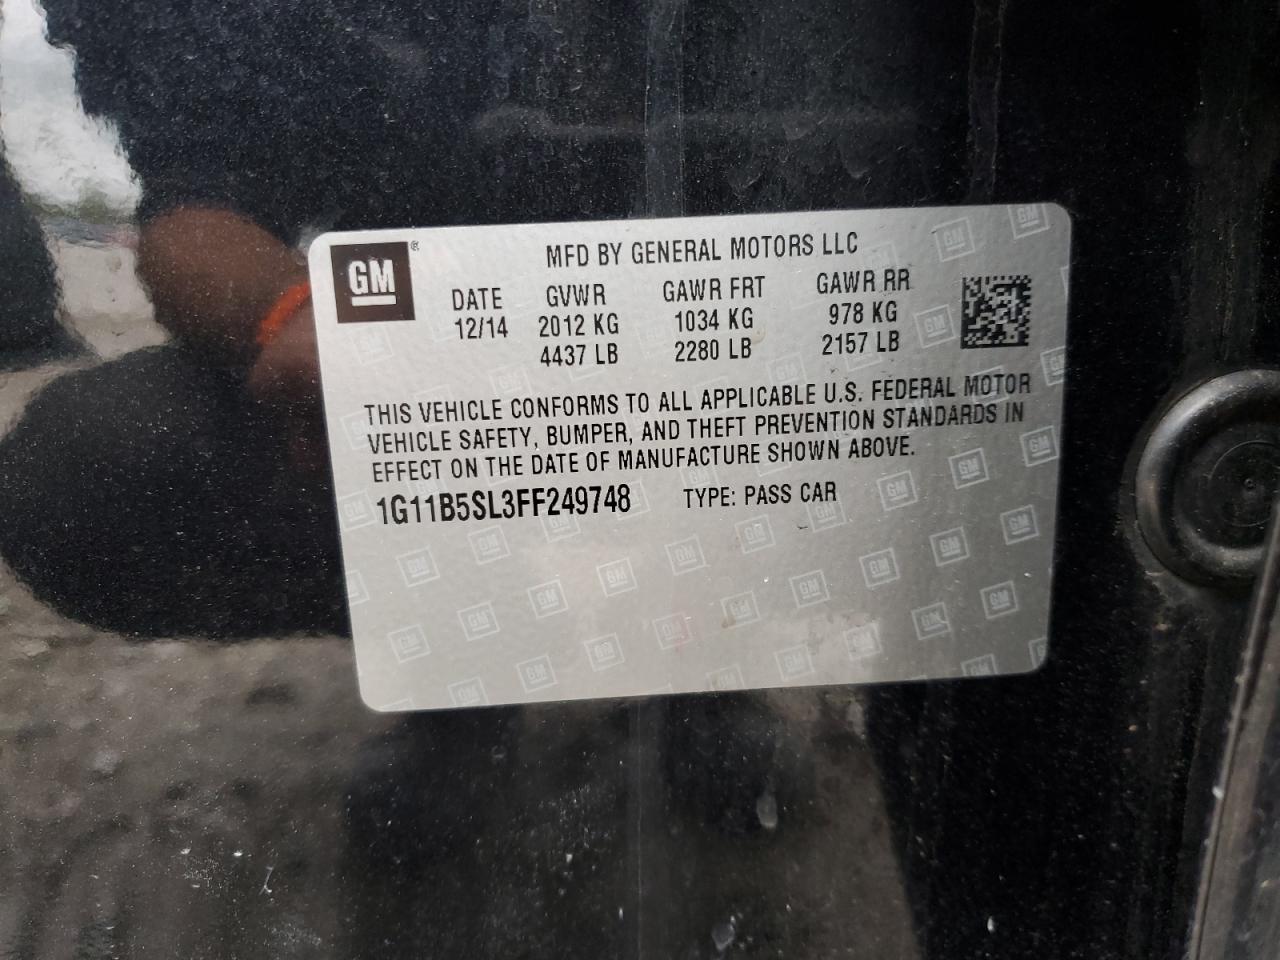 GM®
MFD BY GENERAL MOTORS LLC
DATE GVWR GAWR FRT GAWR RR
12/14 2012 KG 1034 KG 978 KG
4437 LB 2280 LB 2157 LB
THIS VEHICLE CONFORMS TO ALL APPLICABLE U.S. FEDERAL MOTOR
VEHICLE SAFETY, BUMPER, AND THEFT PREVENTION STANDARDS IN
EFFECT ON THE DATE OF MANUFACTURE SHOWN ABOVE.
1G11B5SL3FF249748 TYPE: PASS CAR